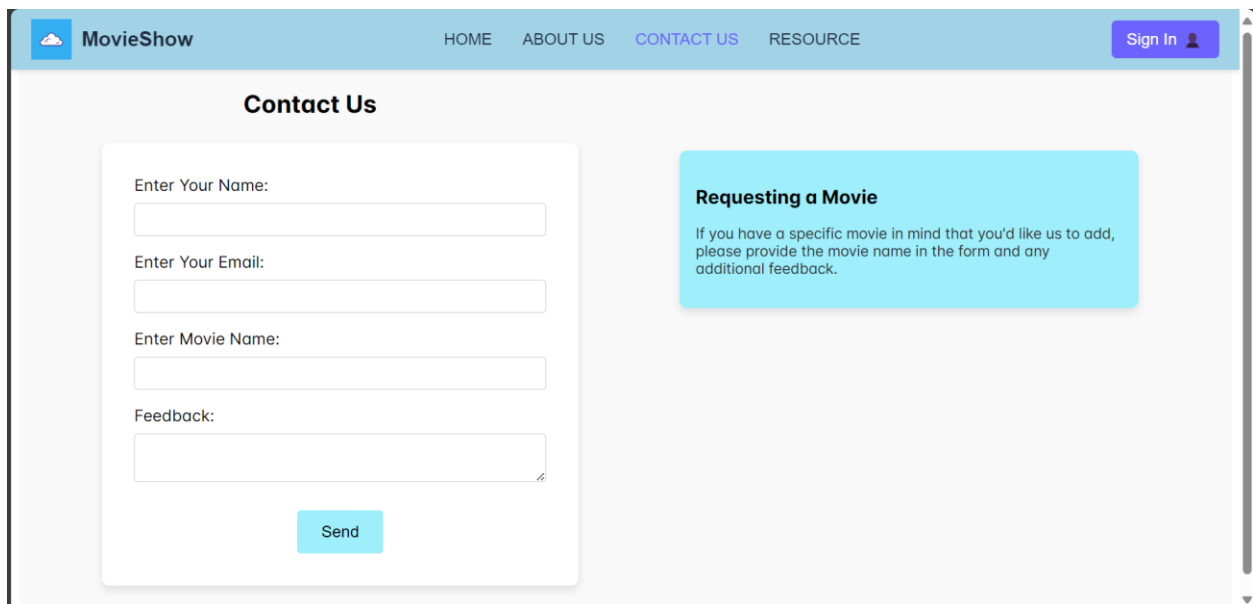 MovieShow
HOME
ABOUT US
CONTACT US
RESOURCE
Sign In
Contact Us
Enter Your Name:
Enter Your Email:
Enter Movie Name:
Feedback:
Send
Requesting a Movie
If you have a specific movie in mind that you'd like us to add,
please provide the movie name in the form and any
additional feedback.